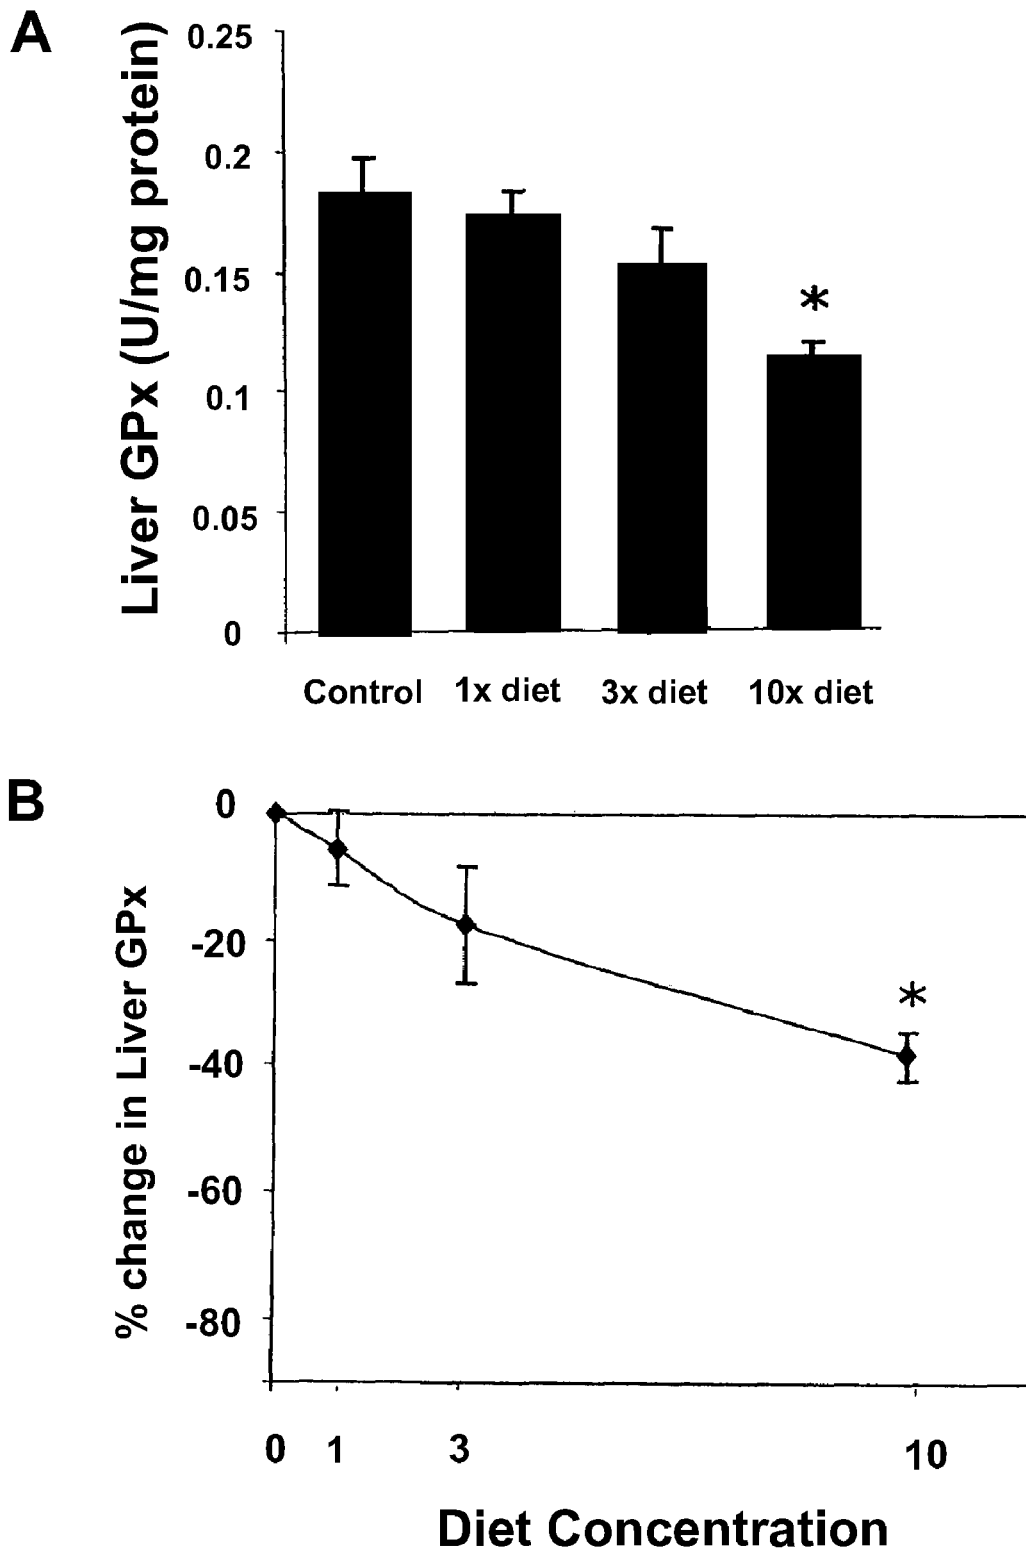 A
Liver GPx (U/mg protein)
0.25
0.2
0.15
0.1
0.05
0
*
Control 1x diet 3x diet 10x diet
B
% change in Liver GPx
0
-20
-40
-60
-80
*
0 1 3 10
Diet Concentration